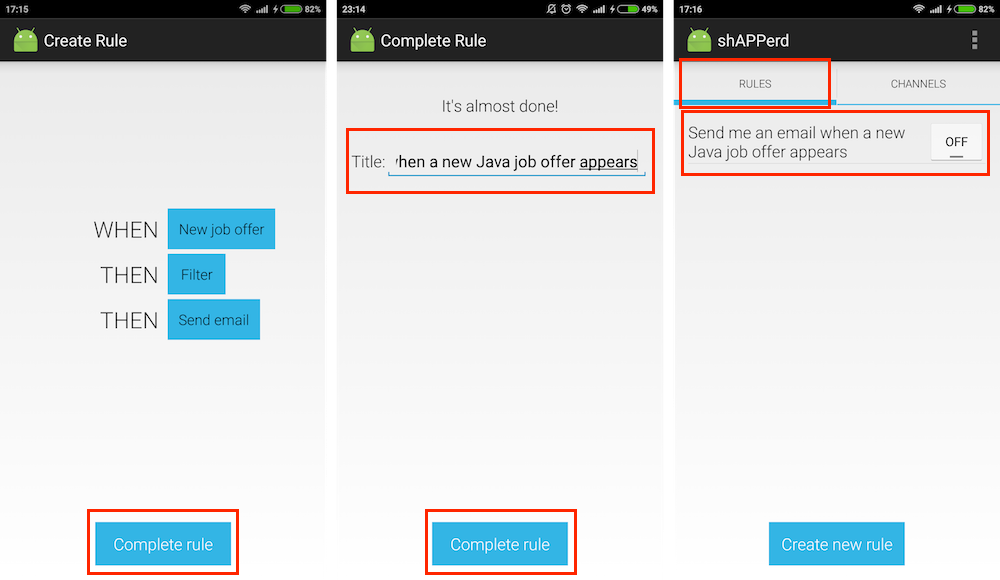 17:15
82%
Create Rule
WHEN New job offer
THEN Filter
THEN Send email
Complete rule
23:14
49%
Complete Rule
It's almost done!
Title: when a new Java job offer appears
Complete rule
17:16
82%
shAPPerd
RULES
CHANNELS
Send me an email when a new
Java job offer appears
OFF
Create new rule